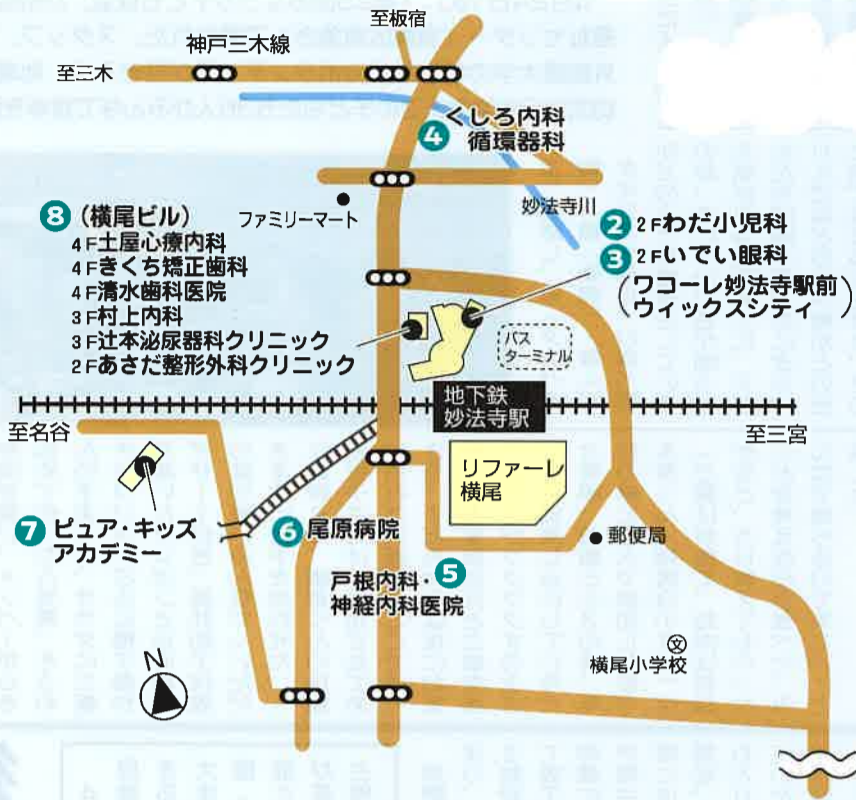 至板宿
神戸三木線
至三木
4
くしろ内科
循環器科
8
(横尾ビル)
4F土屋心療内科
4Fきくち矯正歯科
4F清水歯科医院
3F村上内科
3F辻本泌尿器科クリニック
2Fあさだ整形外科クリニック
ファミリーマート
妙法寺川
2
2Fわだ小児科
3
2Fいでい眼科
(ワコーレ妙法寺駅前
ウィックスシティ)
バス
ターミナル
地下鉄
妙法寺駅
至名谷
至三宮
リファーレ
横尾
7
ピュア・キッズ
アカデミー
6
尾原病院
郵便局
戸根内科・
神経内科医院
5
文
横尾小学校
N